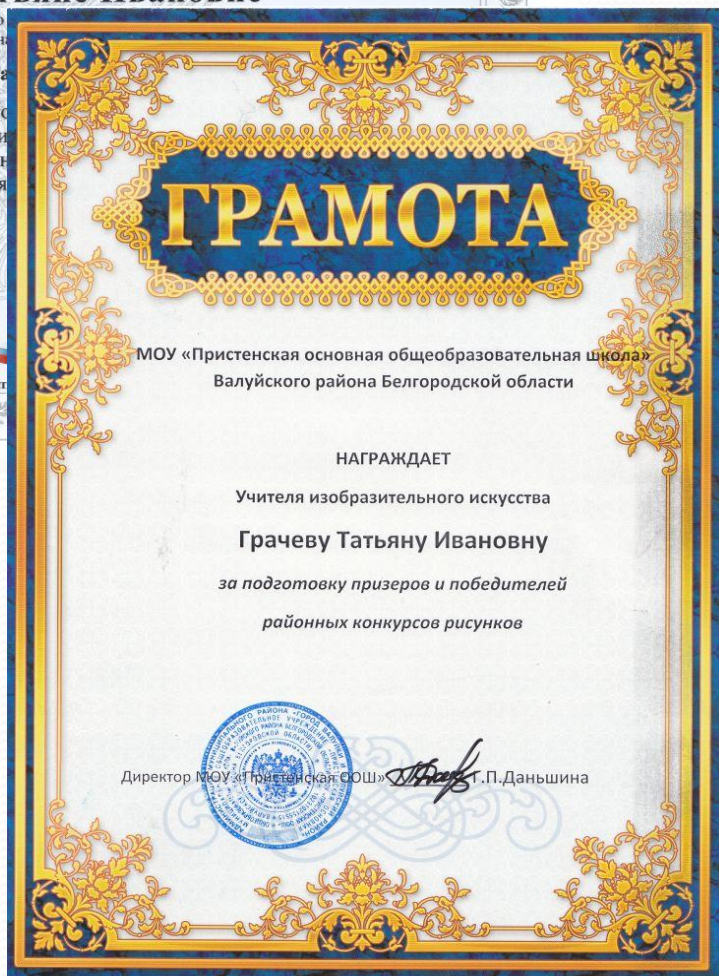 ГРАМОТА
МОУ «Пристенская основная общеобразовательная школа»
Валуйского района Белгородской области
НАГРАЖДАЕТ
Учителя изобразительного искусства
Грачеву Татьяну Ивановну
за подготовку призеров и победителей
районных конкурсов рисунков
Директор МОУ «Пристенская ООШ» Г.П.Даньшина